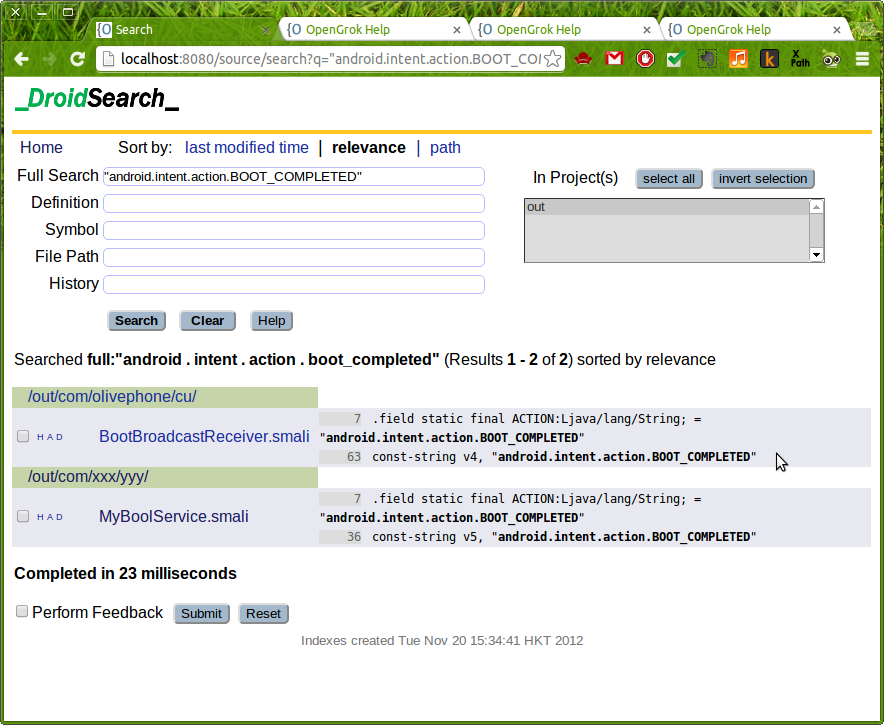 Search
OpenGrok Help
OpenGrok Help
OpenGrok Help
localhost:8080/source/search?q="android.intent.action.BOOT_COM
X Path
_DroidSearch_
Home Sort by: last modified time | relevance | path
Full Search "android.intent.action.BOOT_COMPLETED"
In Project(s) select all invert selection
out
Definition
Symbol
File Path
History
Search Clear Help
Searched full:"android . intent . action . boot_completed" (Results 1 - 2 of 2) sorted by relevance
/out/com/olivephone/cu/
H A D BootBroadcastReceiver.smali
7 .field static final ACTION:Ljava/lang/String; =
"android.intent.action.BOOT_COMPLETED"
63 const-string v4, "android.intent.action.BOOT_COMPLETED"
/out/com/xxx/yyy/
H A D MyBoolService.smali
7 .field static final ACTION:Ljava/lang/String; =
"android.intent.action.BOOT_COMPLETED"
36 const-string v5, "android.intent.action.BOOT_COMPLETED"
Completed in 23 milliseconds
Perform Feedback Submit Reset
Indexes created Tue Nov 20 15:34:41 HKT 2012